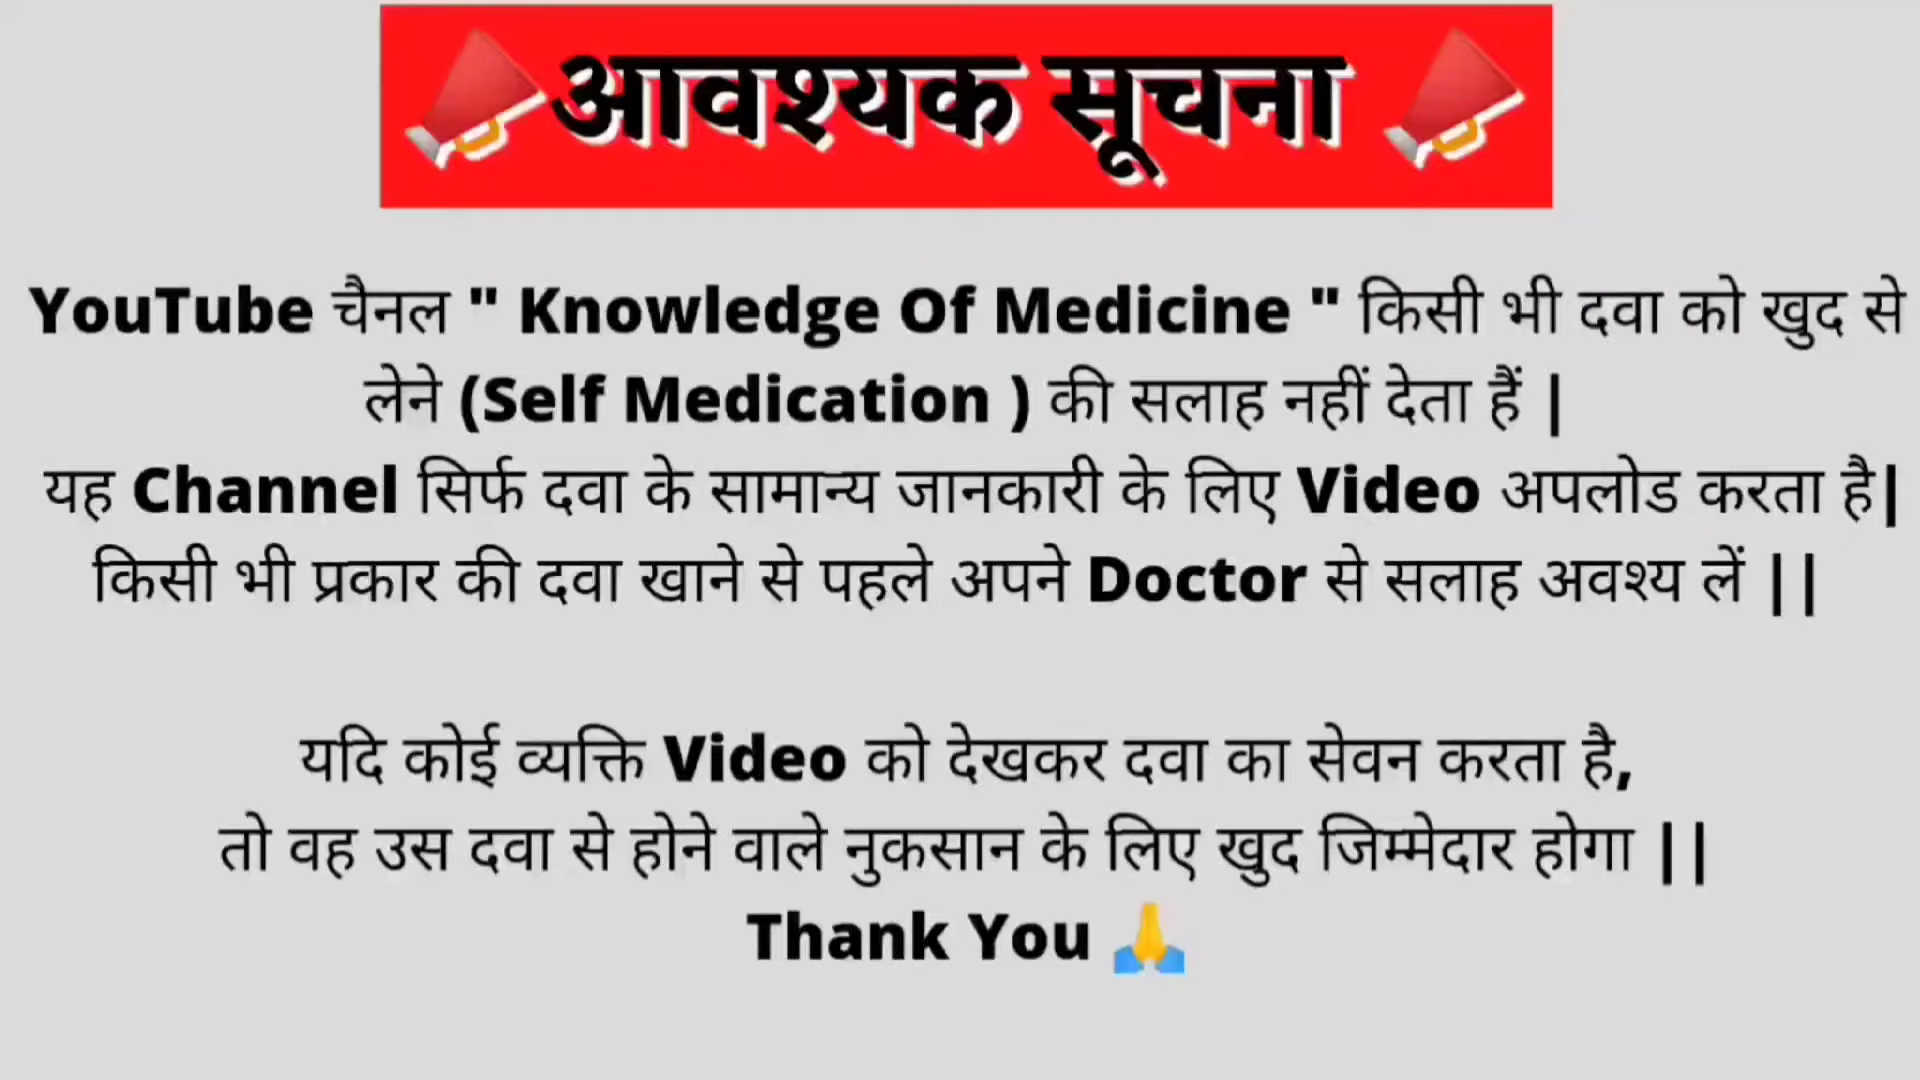 आवश्यक सूचना
YouTube चैनल " Knowledge Of Medicine " किसी भी दवा को खुद से
लेने (Self Medication ) की सलाह नहीं देता हैं |
यह Channel सिर्फ दवा के सामान्य जानकारी के लिए Video अपलोड करता है|
किसी भी प्रकार की दवा खाने से पहले अपने Doctor से सलाह अवश्य लें ||
यदि कोई व्यक्ति Video को देखकर दवा का सेवन करता है,
तो वह उस दवा से होने वाले नुकसान के लिए खुद जिम्मेदार होगा ||
Thank You 🙏